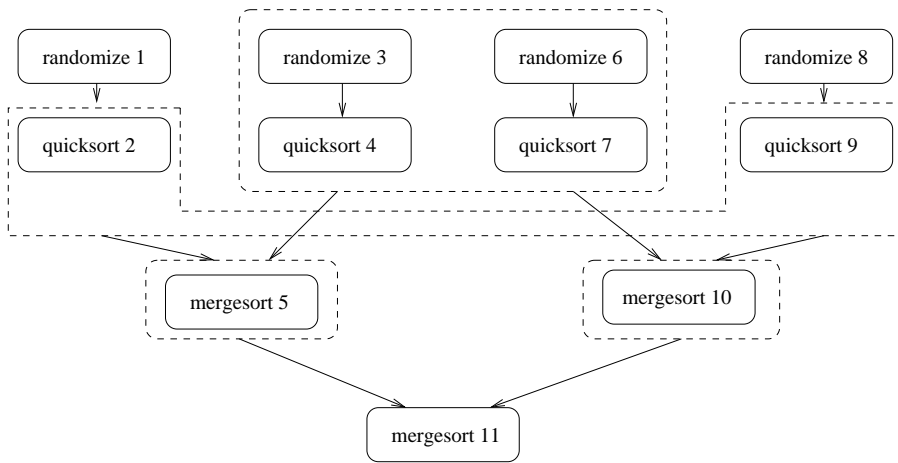 randomize 1
randomize 3
randomize 6
randomize 8
quicksort 2
quicksort 4
quicksort 7
quicksort 9
mergesort 5
mergesort 10
mergesort 11